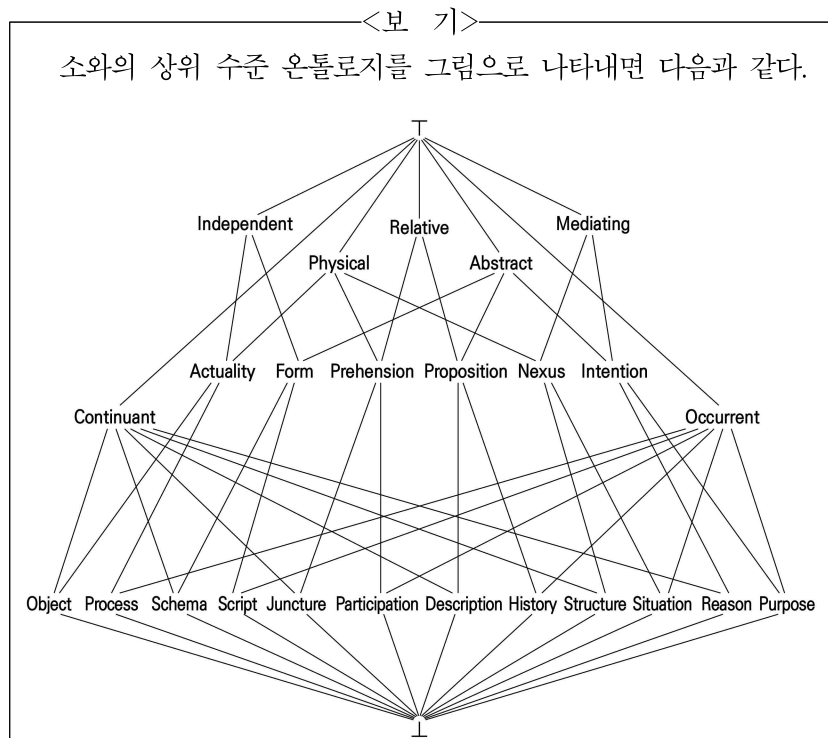 <보 기>
소와의 상위 수준 온톨로지를 그림으로 나타내면 다음과 같다.
⊤
Independent Relative Mediating
Physical Abstract
Actuality Form Prehension Proposition Nexus Intention
Continuant Occurrent
Object Process Schema Script Juncture Participation Description History Structure Situation Reason Purpose
⊥